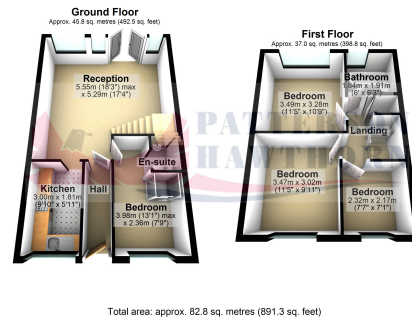 Ground Floor
Approx. 45.8 sq. metres (492.5 sq. feet)
Reception
5.55m (18'3") max
x 5.29m (17'4")
En-suite
Kitchen
3.00m x 1.81m
(9'10" x 5'11")
Hall
Bedroom
3.98m (13'1") max
x 2.36m (7'9")
First Floor
Approx. 37.0 sq. metres (398.8 sq. feet)
Bedroom
3.49m x 3.28m
(11'5" x 10'9")
Bathroom
1.84m x 1.91m
(6' x 6'3")
Landing
Bedroom
3.47m x 3.02m
(11'5" x 9'11")
Bedroom
2.32m x 2.17m
(7'7" x 7'1")
HAWTHORN
Total area: approx. 82.8 sq. metres (891.3 sq. feet)